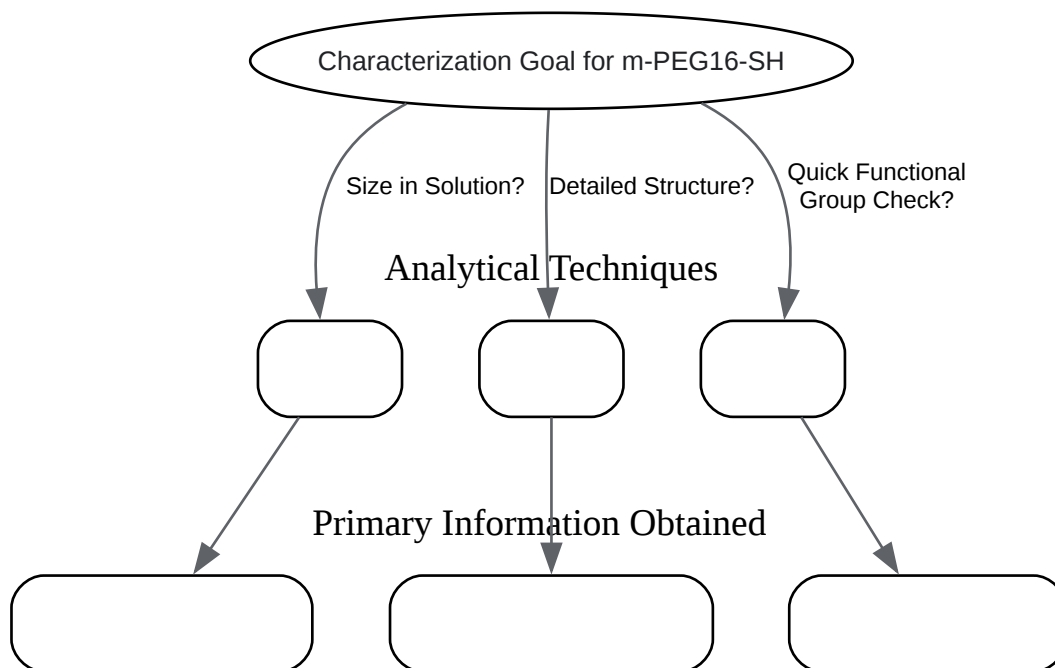 Characterization Goal for m-PEG16-SH
Size in Solution?
Detailed Structure?
Quick Functional
Group Check?
Analytical Techniques
Primary Information Obtained